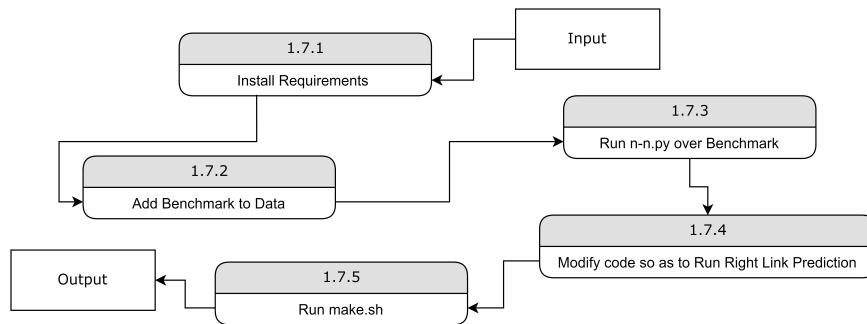 Input
1.7.1
Install Requirements
1.7.2
Add Benchmark to Data
1.7.3
Run n-n.py over Benchmark
1.7.4
Modify code so as to Run Right Link Prediction
1.7.5
Run make.sh
Output